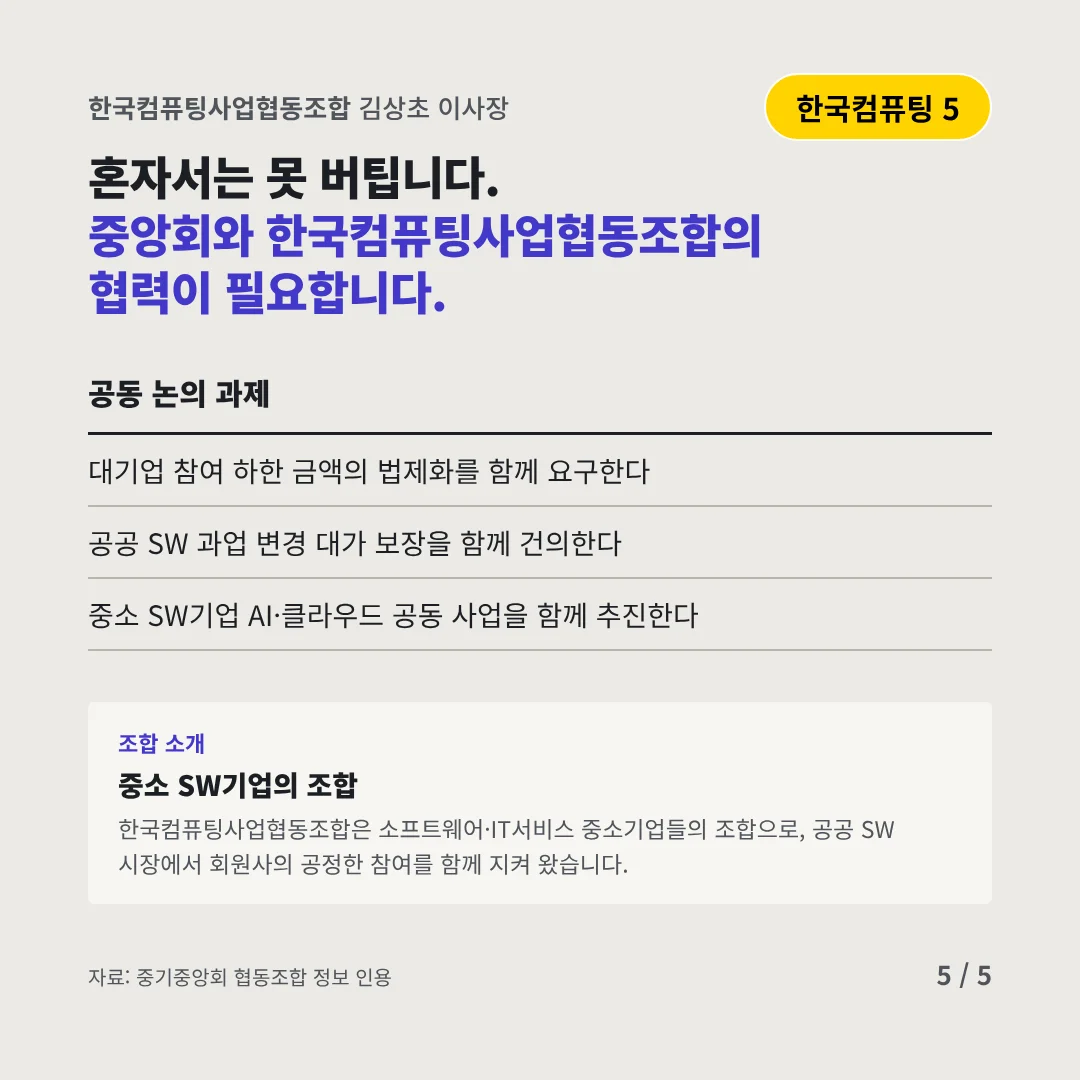 한국컴퓨팅사업협동조합 김상초 이사장
한국컴퓨팅 5
혼자서는 못 버팁니다.
중앙회와 한국컴퓨팅사업협동조합의
협력이 필요합니다.
공동 논의 과제
대기업 참여 하한 금액의 법제화를 함께 요구한다
공공 SW 과업 변경 대가 보장을 함께 건의한다
중소 SW기업 AI·클라우드 공동 사업을 함께 추진한다
조합 소개
중소 SW기업의 조합
한국컴퓨팅사업협동조합은 소프트웨어·IT서비스 중소기업들의 조합으로, 공공 SW
시장에서 회원사의 공정한 참여를 함께 지켜 왔습니다.
자료: 중기중앙회 협동조합 정보 인용
5 / 5